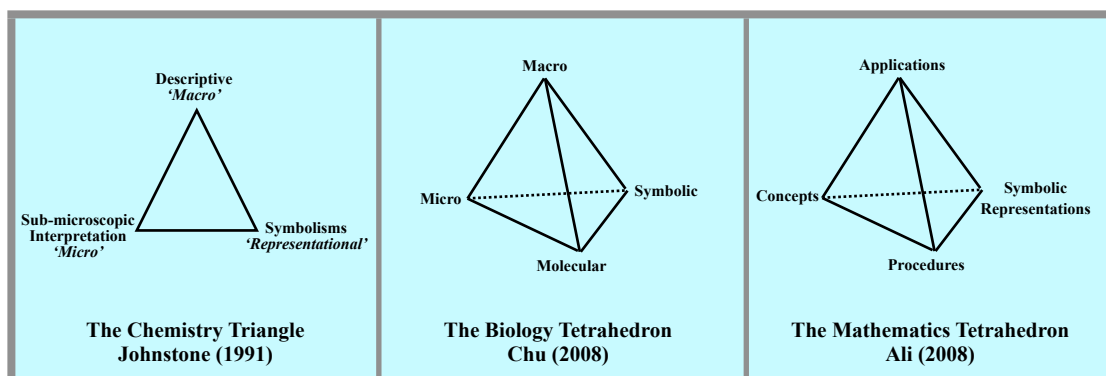 Descriptive
‘Macro’
Sub-microscopic
Interpretation
‘Micro’
Symbolisms
‘Representational’
The Chemistry Triangle
Johnstone (1991)
Macro
Micro
Symbolic
Molecular
The Biology Tetrahedron
Chu (2008)
Applications
Concepts
Symbolic
Representations
Procedures
The Mathematics Tetrahedron
Ali (2008)